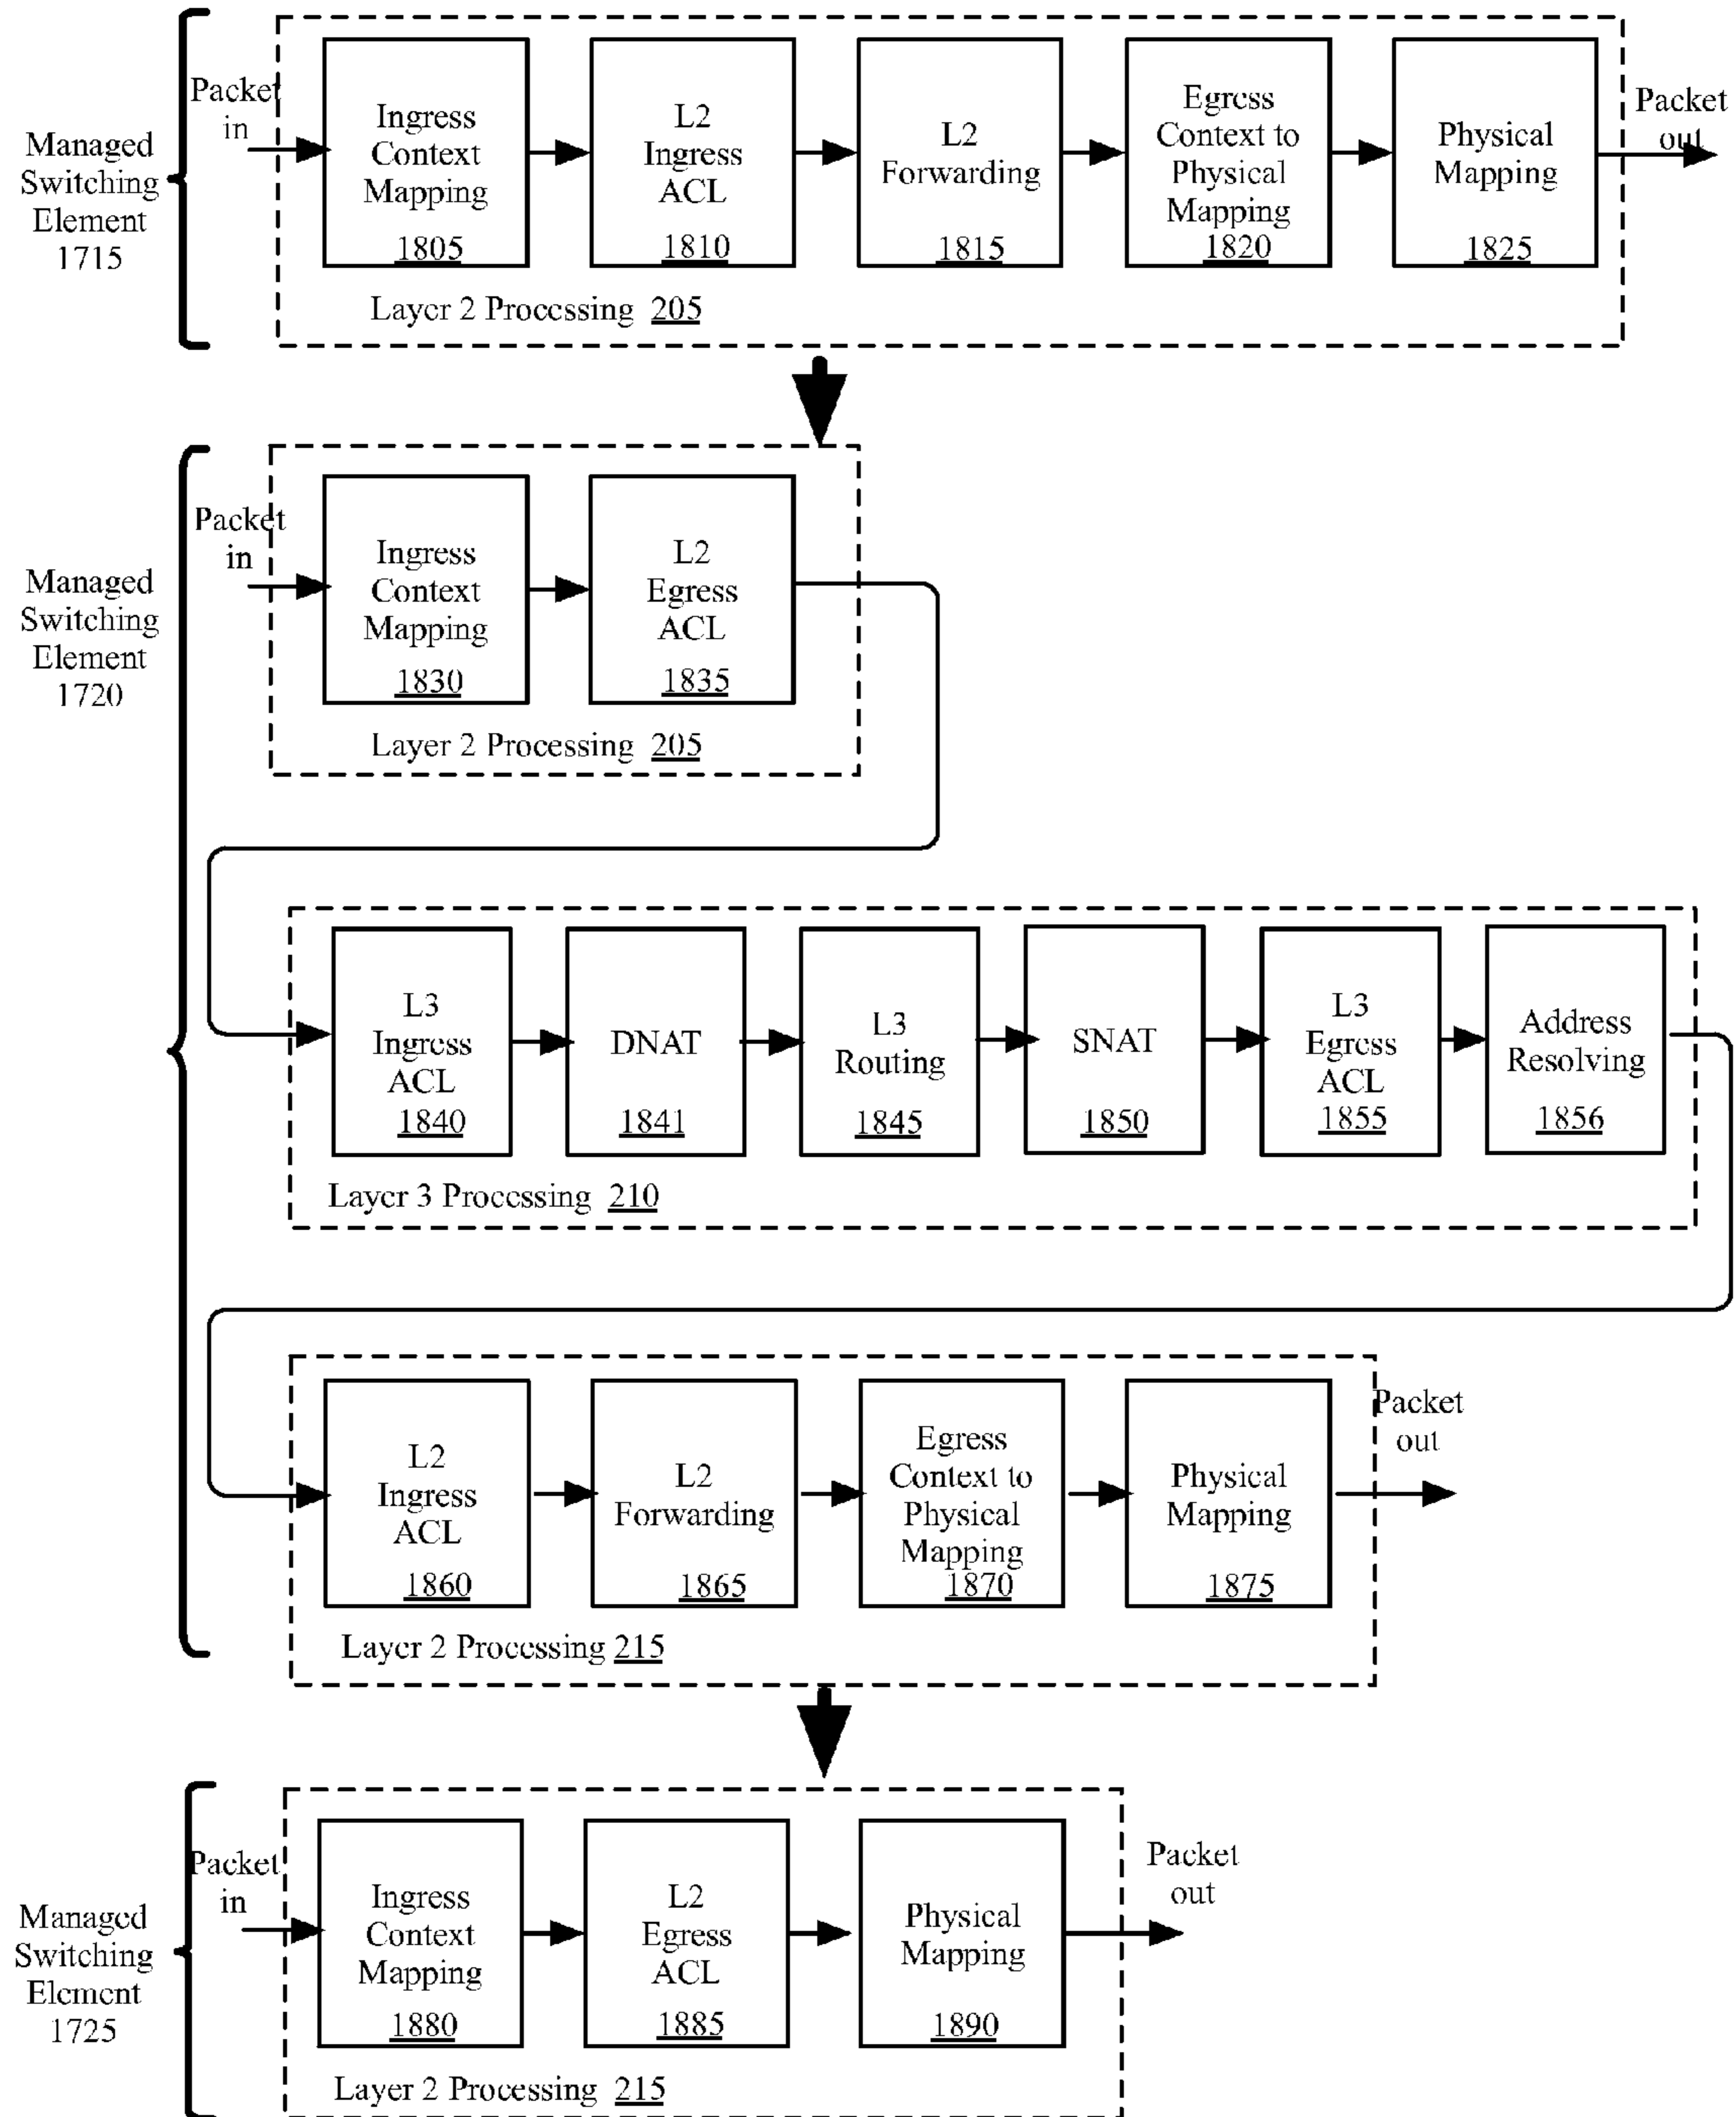 Managed
Switching
Element
1715
Packet
in
Ingress
Context
Mapping
1805
L2
Ingress
ACL
1810
L2
Forwarding
1815
Egress
Context to
Physical
Mapping
1820
Physical
Mapping
1825
Packet
out
Layer 2 Processing 205
Managed
Switching
Element
1720
Packet
in
Ingress
Context
Mapping
1830
L2
Egress
ACL
1835
Layer 2 Processing 205
L3
Ingress
ACL
1840
DNAT
1841
L3
Routing
1845
SNAT
1850
L3
Egress
ACL
1855
Address
Resolving
1856
Layer 3 Processing 210
L2
Ingress
ACL
1860
L2
Forwarding
1865
Egress
Context to
Physical
Mapping
1870
Physical
Mapping
1875
Packet
out
Layer 2 Processing 215
Managed
Switching
Element
1725
Packet
in
Ingress
Context
Mapping
1880
L2
Egress
ACL
1885
Physical
Mapping
1890
Packet
out
Layer 2 Processing 215